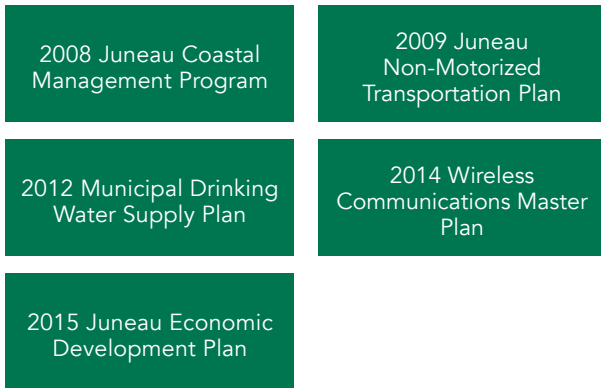 2008 Juneau Coastal
Management Program
2009 Juneau
Non-Motorized
Transportation Plan
2012 Municipal Drinking
Water Supply Plan
2014 Wireless
Communications Master
Plan
2015 Juneau Economic
Development Plan